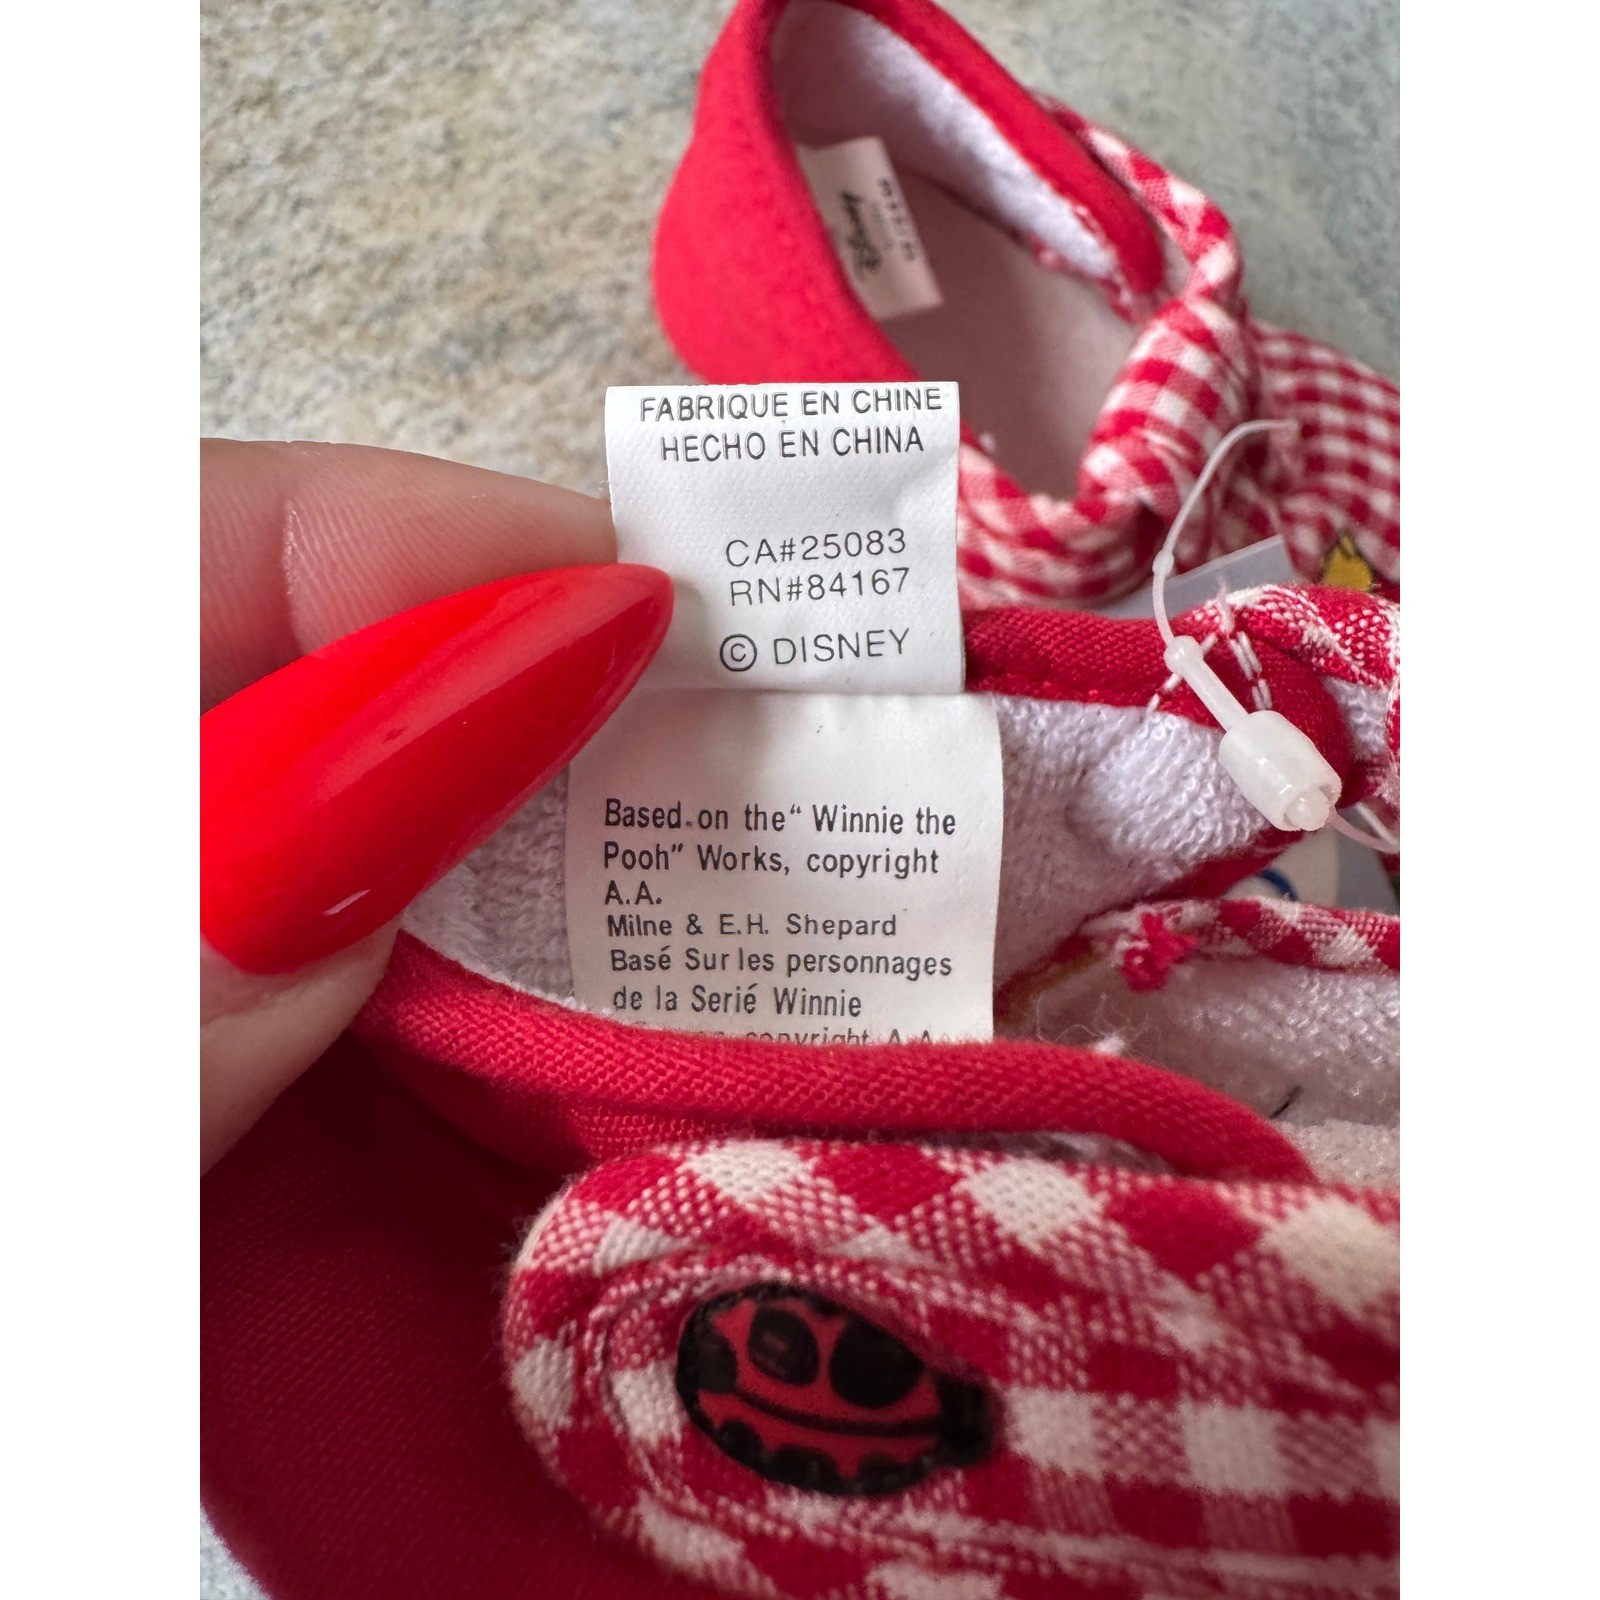 FABRIQUE EN CHINE
HECHO EN CHINA
CA#25083
RN#84167
© DISNEY
Based on the “ Winnie the
Pooh” Works, copyright
A.A.
Milne & E.H. Shepard
Basé Sur les personnages
de la Serié Winnie
copyright A.A.